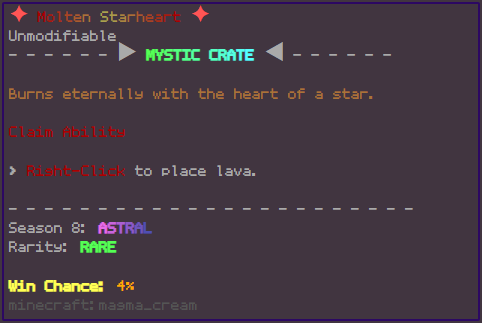 ✦ Molten Starheart ✦
Unmodifiable
- - - - - - ▶ MYSTIC CRATE ◀ - - - - - -
Burns eternally with the heart of a star.
Claim Ability
> Right-Click to place lava.
- - - - - - - - - - - - - - - - - - - - - - - -
Season 8: ASTRAL
Rarity: RARE
Win Chance: 4%
minecraft:magma_cream